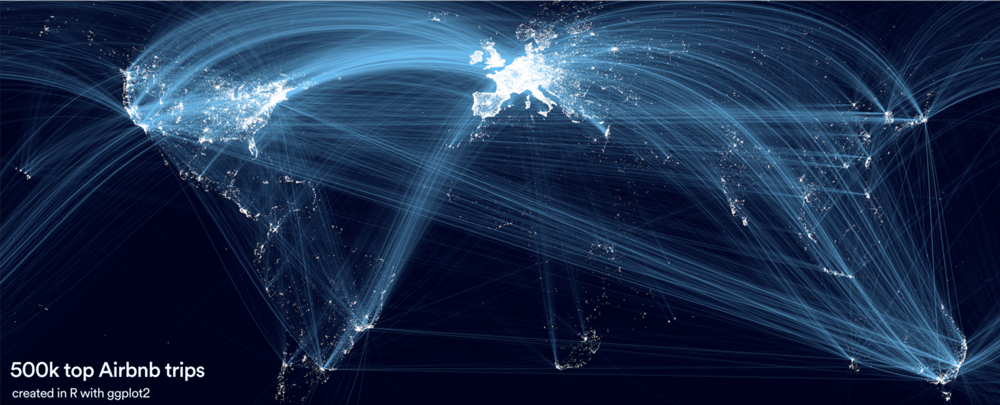 500k top Airbnb trips
created in R with ggplot2